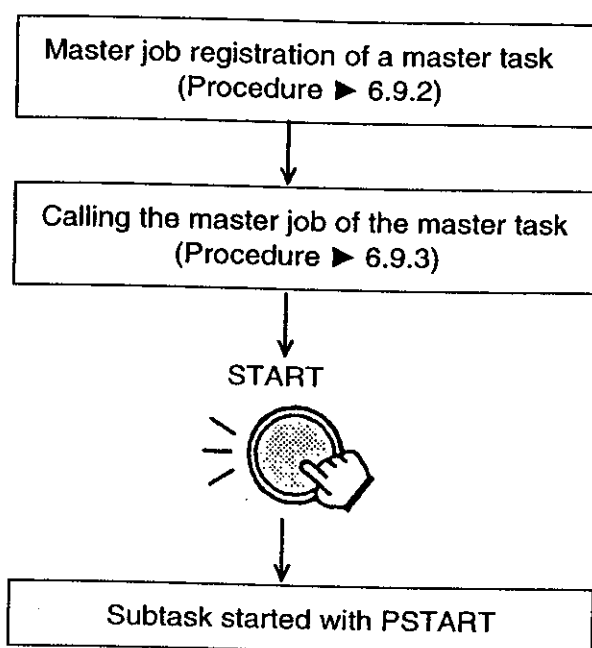 Master job registration of a master task
(Procedure ► 6.9.2)
Calling the master job of the master task
(Procedure ► 6.9.3)
START
Subtask started with PSTART